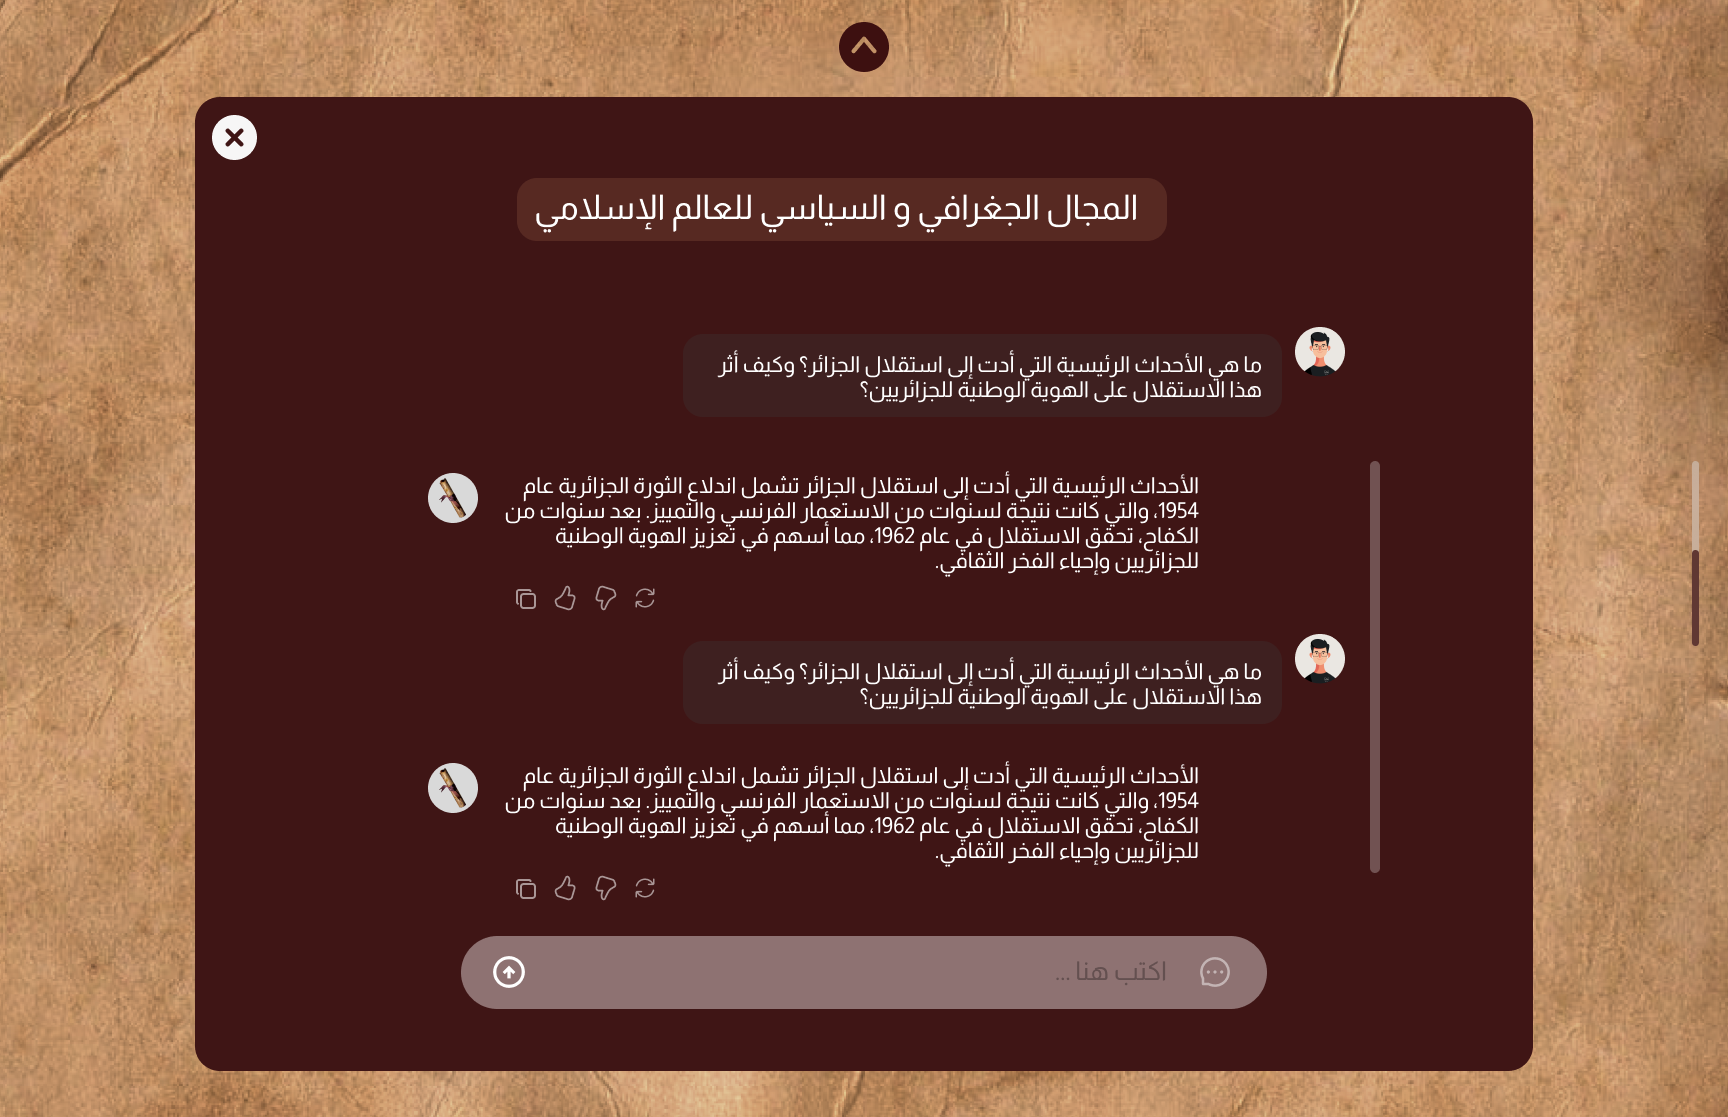 المجال الجغرافي و السياسي للعالم الإسلامي
ما هي الأحداث الرئيسية التي أدت إلى استقلال الجزائر؟ وكيف أثر
هذا الاستقلال على الهوية الوطنية للجزائريين؟
الأحداث الرئيسية التي أدت إلى استقلال الجزائر تشمل اندلاع الثورة الجزائرية عام
1954، والتي كانت نتيجة لسنوات من الاستعمار الفرنسي والتمييز. بعد سنوات من
الكفاح، تحقق الاستقلال في عام 1962، مما أسهم في تعزيز الهوية الوطنية
للجزائريين وإحياء الفخر الثقافي.
ما هي الأحداث الرئيسية التي أدت إلى استقلال الجزائر؟ وكيف أثر
هذا الاستقلال على الهوية الوطنية للجزائريين؟
الأحداث الرئيسية التي أدت إلى استقلال الجزائر تشمل اندلاع الثورة الجزائرية عام
1954، والتي كانت نتيجة لسنوات من الاستعمار الفرنسي والتمييز. بعد سنوات من
الكفاح، تحقق الاستقلال في عام 1962، مما أسهم في تعزيز الهوية الوطنية
للجزائريين وإحياء الفخر الثقافي.
اكتب هنا ...